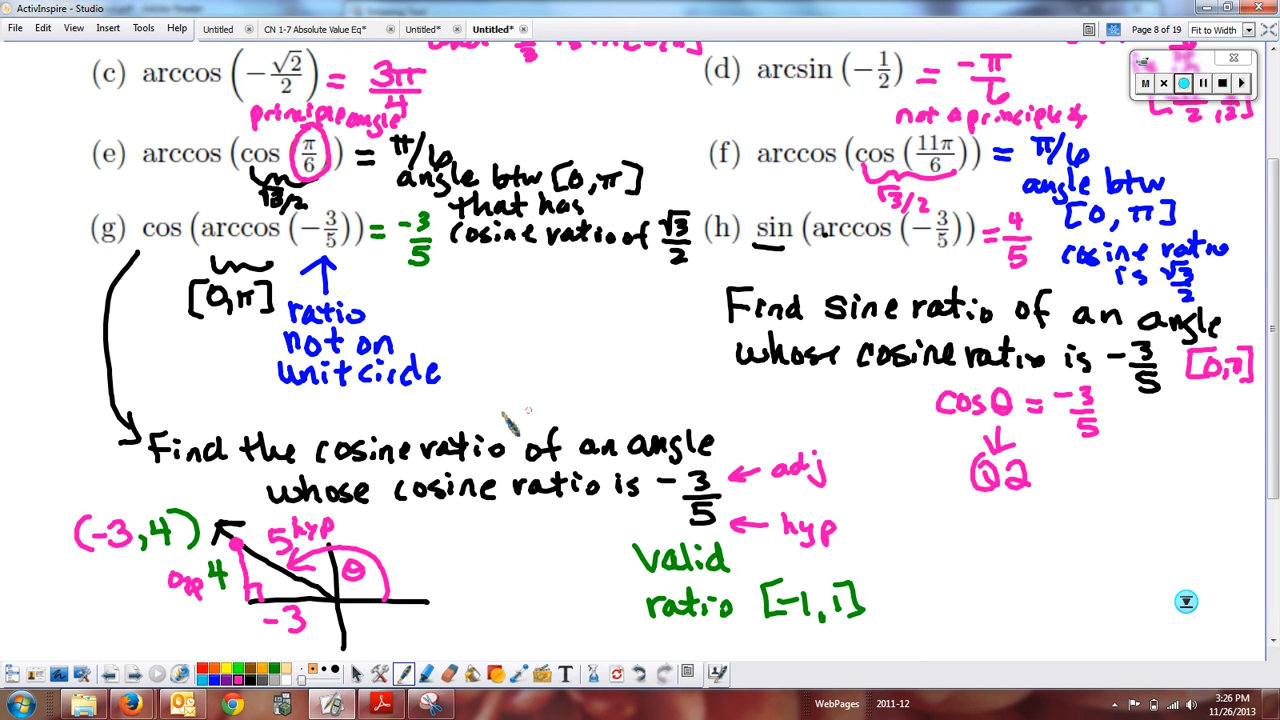 ActivInspire - Studio
File Edit View Insert Tools Help
Untitled CN 1-7 Absolute Value Eq* Untitled* Untitled*
Page 8 of 19 Fit to Width
(c) arccos (-√2/2) = 3π/4
(d) arcsin (-1/2) = -π/6
principle angle
not a principle
(e) arccos (cos (π/6)) = π/6
√3/2
angle btw [0,π]
that has
cosine ratio of √3/2
(f) arccos (cos (11π/6)) = π/6
√3/2
angle btw
[0, π]
cosine ratio
is √3/2
(g) cos (arccos (-3/5)) = -3/5
[0,π]
ratio
not on
unit circle
(h) sin (arccos (-3/5)) = 4/5
Find sine ratio of an angle
whose cosine ratio is -3/5 [0,π]
cosθ = -3/5
Q2
Find the cosine ratio of an angle
whose cosine ratio is -3/5
adj
hyp
valid
ratio [-1,1]
(-3,4)
5 hyp
θ
opp 4
-3
WebPages 2011-12
3:26 PM
11/26/2013